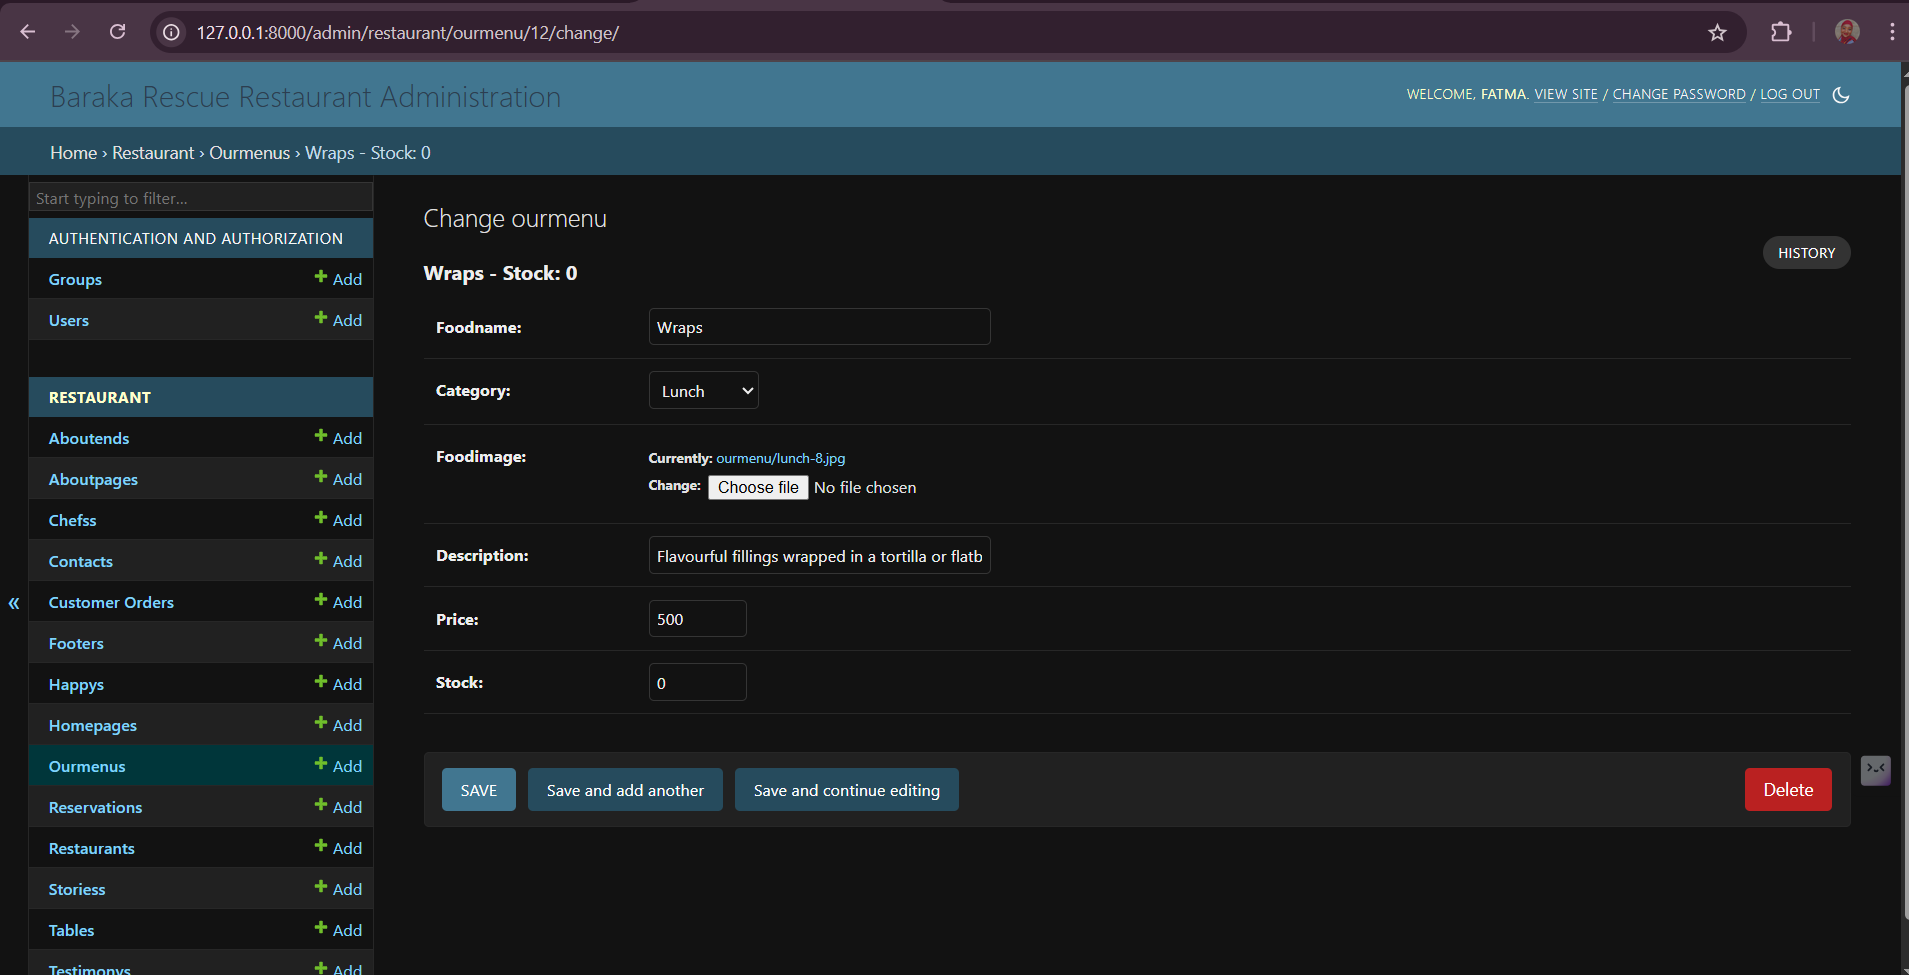 127.0.0.1:8000/admin/restaurant/ourmenu/12/change/
Baraka Rescue Restaurant Administration
WELCOME, FATMA. VIEW SITE / CHANGE PASSWORD / LOG OUT
Home › Restaurant › Ourmenus › Wraps - Stock: 0
Start typing to filter...
AUTHENTICATION AND AUTHORIZATION
Groups Add
Users Add
RESTAURANT
Aboutends Add
Aboutpages Add
Chefss Add
Contacts Add
Customer Orders Add
Footers Add
Happys Add
Homepages Add
Ourmenus Add
Reservations Add
Restaurants Add
Storiess Add
Tables Add
Testimonys Add
«
Change ourmenu
HISTORY
Wraps - Stock: 0
Foodname: Wraps
Category: Lunch
Foodimage: Currently: ourmenu/lunch-8.jpg
Change: Choose file No file chosen
Description: Flavourful fillings wrapped in a tortilla or flatb
Price: 500
Stock: 0
SAVE Save and add another Save and continue editing Delete